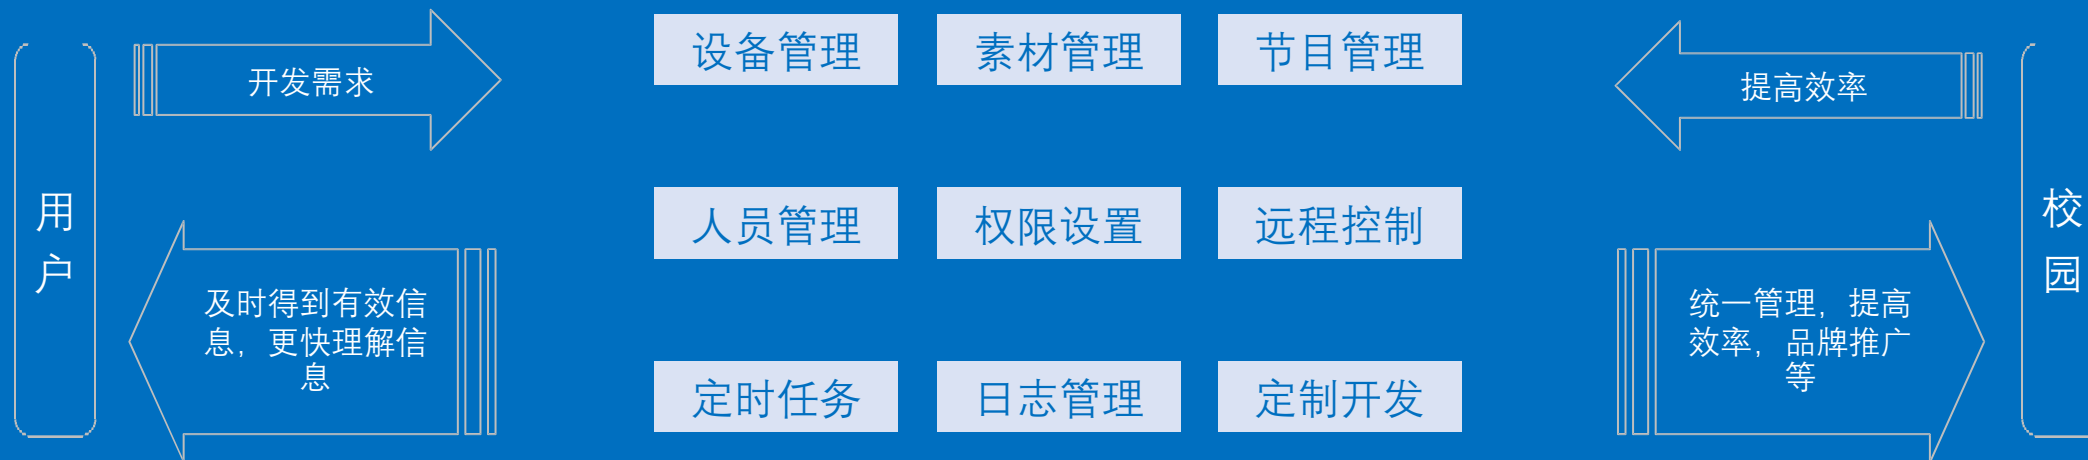 用
户
开发需求
及时得到有效信
息，更快理解信
息
设备管理
素材管理
节目管理
人员管理
权限设置
远程控制
定时任务
日志管理
定制开发
提高效率
统一管理，提高
效率，品牌推广
等
校
园